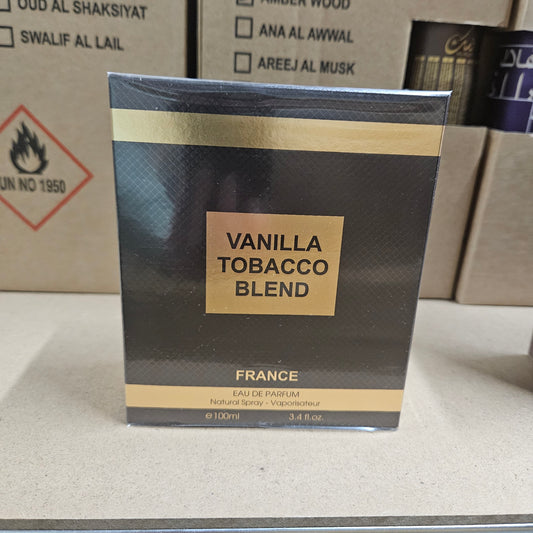 OUD AL SHAKSIYAT
SWALIF AL LAIL
AMBER WOOD
ANA AL AWWAL
AREEJ AL MUSK
UN NO 1950
VANILLA
TOBACCO
BLEND
FRANCE
EAU DE PARFUM
Natural Spray - Vaporisateur
e100ml 3.4 fl.oz.